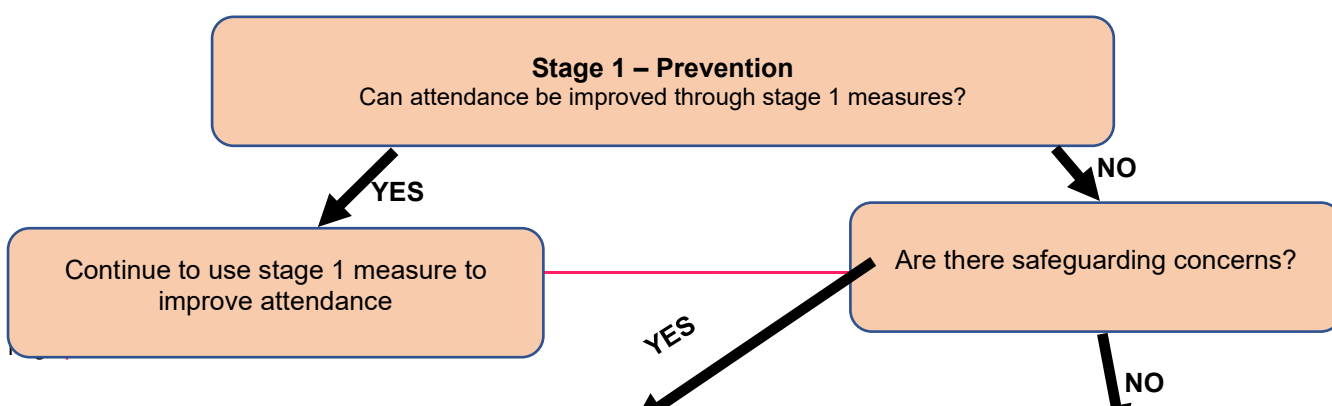 Stage 1 – Prevention
Can attendance be improved through stage 1 measures?
YES
NO
Continue to use stage 1 measure to
improve attendance
Are there safeguarding concerns?
YES
NO